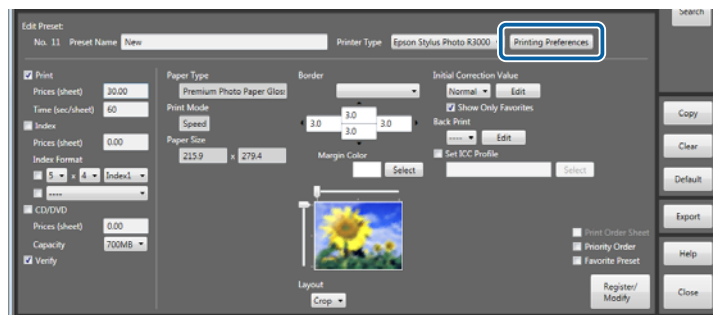 Search
Edit Preset:
No. 11 Preset Name New Printer Type Epson Stylus Photo R3000 Printing Preferences
Print
Prices (sheet) 30.00
Time (sec/sheet) 60
Index
Prices (sheet) 0.00
Index Format
5 x 4 Index1
----
CD/DVD
Prices (sheet) 0.00
Capacity 700MB
Verify
Paper Type
Premium Photo Paper Glos
Print Mode
Speed
Paper Size
215.9 x 279.4
Border
3.0
3.0 3.0
3.0
Margin Color
Select
Layout
Crop
Initial Correction Value
Normal Edit
Show Only Favorites
Back Print
---- Edit
Set ICC Profile
Select
Print Order Sheet
Priority Order
Favorite Preset
Register/
Modify
Copy
Clear
Default
Export
Help
Close